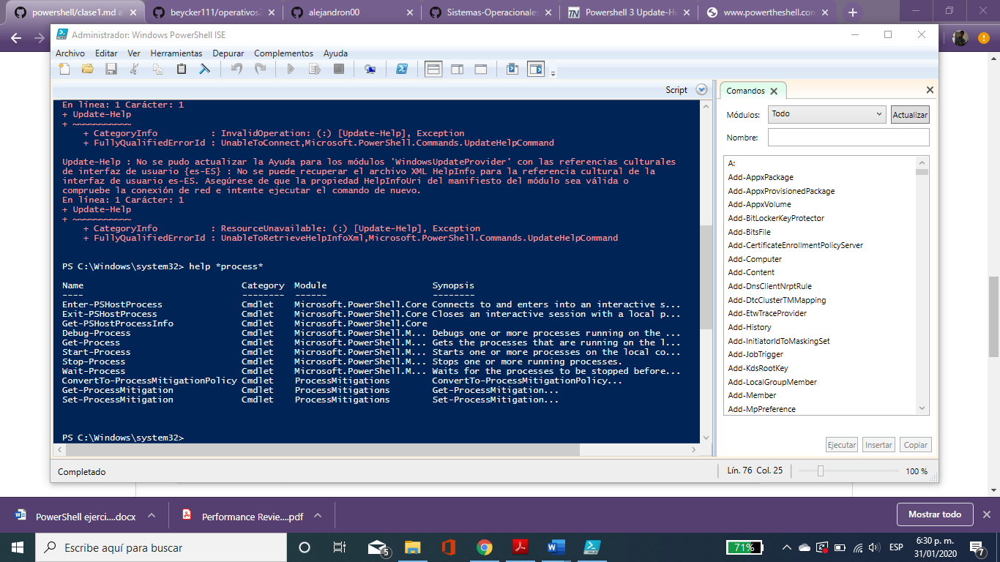 powershell/clase1.md a
beycker111/operativos2
alejandron00
Sistemas-Operacionales
TN Powershell 3 Update-He
www.powertheshell.com
Administrador: Windows PowerShell ISE
Archivo Editar Ver Herramientas Depurar Complementos Ayuda
Script
En línea: 1 Carácter: 1
+ Update-Help
+ ~~~~~~~~~~~
+ CategoryInfo : InvalidOperation: (:) [Update-Help], Exception
+ FullyQualifiedErrorId : UnableToConnect,Microsoft.PowerShell.Commands.UpdateHelpCommand
Update-Help : No se pudo actualizar la Ayuda para los módulos 'WindowsUpdateProvider' con las referencias culturales
de interfaz de usuario {es-ES} : No se puede recuperar el archivo XML HelpInfo para la referencia cultural de la
interfaz de usuario es-ES. Asegúrese de que la propiedad HelpInfoUri del manifiesto del módulo sea válida o
compruebe la conexión de red e intente ejecutar el comando de nuevo.
En línea: 1 Carácter: 1
+ Update-Help
+ ~~~~~~~~~~~
+ CategoryInfo : ResourceUnavailable: (:) [Update-Help], Exception
+ FullyQualifiedErrorId : UnableToRetrieveHelpInfoXml,Microsoft.PowerShell.Commands.UpdateHelpCommand
PS C:\Windows\system32> help *process*
Name Category Module Synopsis
---- -------- ------ --------
Enter-PSHostProcess Cmdlet Microsoft.PowerShell.Core Connects to and enters into an interactive s...
Exit-PSHostProcess Cmdlet Microsoft.PowerShell.Core Closes an interactive session with a local p...
Get-PSHostProcessInfo Cmdlet Microsoft.PowerShell.Core
Debug-Process Cmdlet Microsoft.PowerShell.M... Debugs one or more processes running on the ...
Get-Process Cmdlet Microsoft.PowerShell.M... Gets the processes that are running on the l...
Start-Process Cmdlet Microsoft.PowerShell.M... Starts one or more processes on the local co...
Stop-Process Cmdlet Microsoft.PowerShell.M... Stops one or more running processes.
Wait-Process Cmdlet Microsoft.PowerShell.M... Waits for the processes to be stopped before...
ConvertTo-ProcessMitigationPolicy Cmdlet ProcessMitigations ConvertTo-ProcessMitigationPolicy...
Get-ProcessMitigation Cmdlet ProcessMitigations Get-ProcessMitigation...
Set-ProcessMitigation Cmdlet ProcessMitigations Set-ProcessMitigation...
PS C:\Windows\system32>
Comandos
Módulos: Todo Actualizar
Nombre:
A:
Add-AppxPackage
Add-AppxProvisionedPackage
Add-AppxVolume
Add-BitLockerKeyProtector
Add-BitsFile
Add-CertificateEnrollmentPolicyServer
Add-Computer
Add-Content
Add-DnsClientNrptRule
Add-DtcClusterTMMapping
Add-EtwTraceProvider
Add-History
Add-InitiatorIdToMaskingSet
Add-JobTrigger
Add-KdsRootKey
Add-LocalGroupMember
Add-Member
Add-MpPreference
Ejecutar Insertar Copiar
Completado
Lín. 76 Col. 25
100 %
PowerShell ejerci....docx
Performance Revie....pdf
Mostrar todo
Escribe aquí para buscar
5
71%
ESP
6:30 p. m.
31/01/2020
7